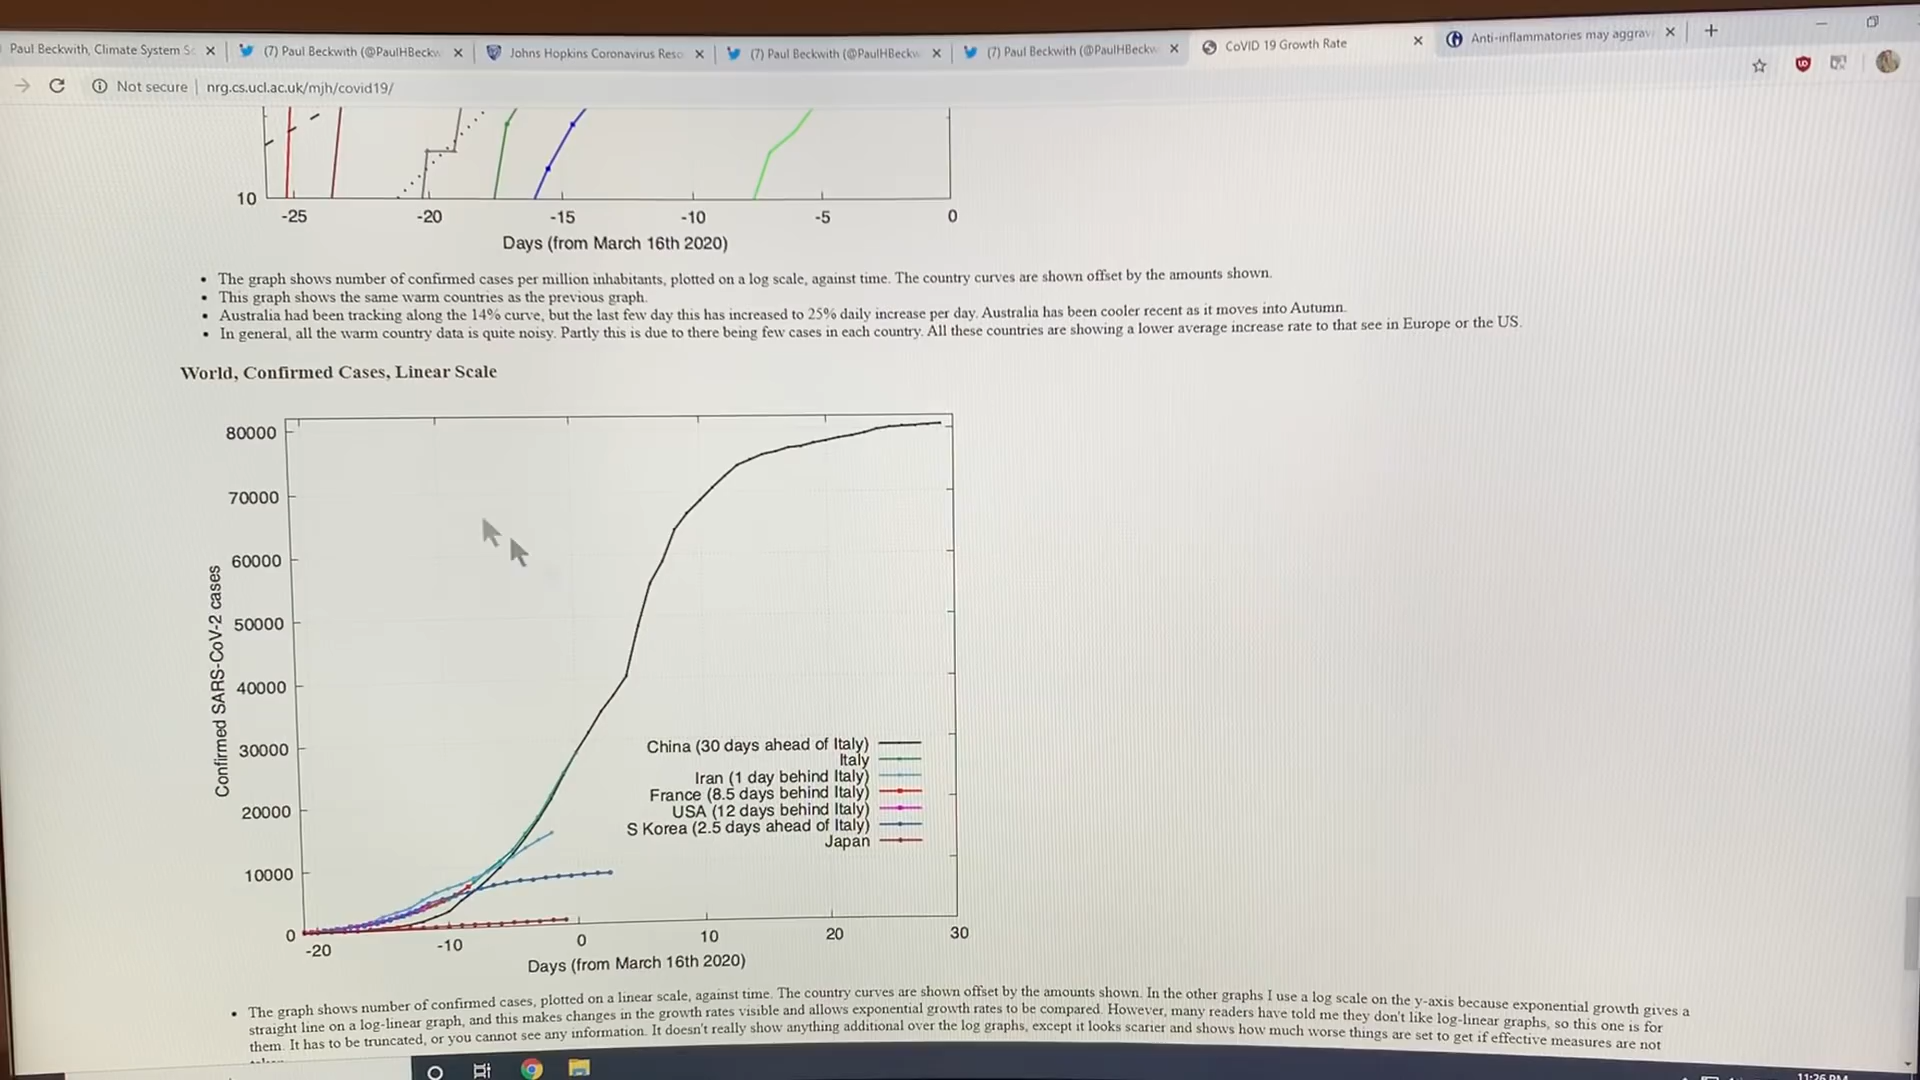 Paul Beckwith, Climate System Sc
(7) Paul Beckwith (@PaulHBeckw
Johns Hopkins Coronavirus Reso
(7) Paul Beckwith (@PaulHBeckw
(7) Paul Beckwith (@PaulHBeckw
CoVID 19 Growth Rate
Anti-inflammatories may aggrav
Not secure | nrg.cs.ucl.ac.uk/mjh/covid19/
10
-25 -20 -15 -10 -5 0
Days (from March 16th 2020)
• The graph shows number of confirmed cases per million inhabitants, plotted on a log scale, against time. The country curves are shown offset by the amounts shown.
• This graph shows the same warm countries as the previous graph.
• Australia had been tracking along the 14% curve, but the last few day this has increased to 25% daily increase per day. Australia has been cooler recent as it moves into Autumn.
• In general, all the warm country data is quite noisy. Partly this is due to there being few cases in each country. All these countries are showing a lower average increase rate to that see in Europe or the US.
World, Confirmed Cases, Linear Scale
80000
70000
60000
50000
40000
30000
20000
10000
0
Confirmed SARS-CoV-2 cases
China (30 days ahead of Italy)
Italy
Iran (1 day behind Italy)
France (8.5 days behind Italy)
USA (12 days behind Italy)
S Korea (2.5 days ahead of Italy)
Japan
-20 -10 0 10 20 30
Days (from March 16th 2020)
• The graph shows number of confirmed cases, plotted on a linear scale, against time. The country curves are shown offset by the amounts shown. In the other graphs I use a log scale on the y-axis because exponential growth gives a
straight line on a log-linear graph, and this makes changes in the growth rates visible and allows exponential growth rates to be compared. However, many readers have told me they don't like log-linear graphs, so this one is for
them. It has to be truncated, or you cannot see any information. It doesn't really show anything additional over the log graphs, except it looks scarier and shows how much worse things are set to get if effective measures are not
11:26 PM